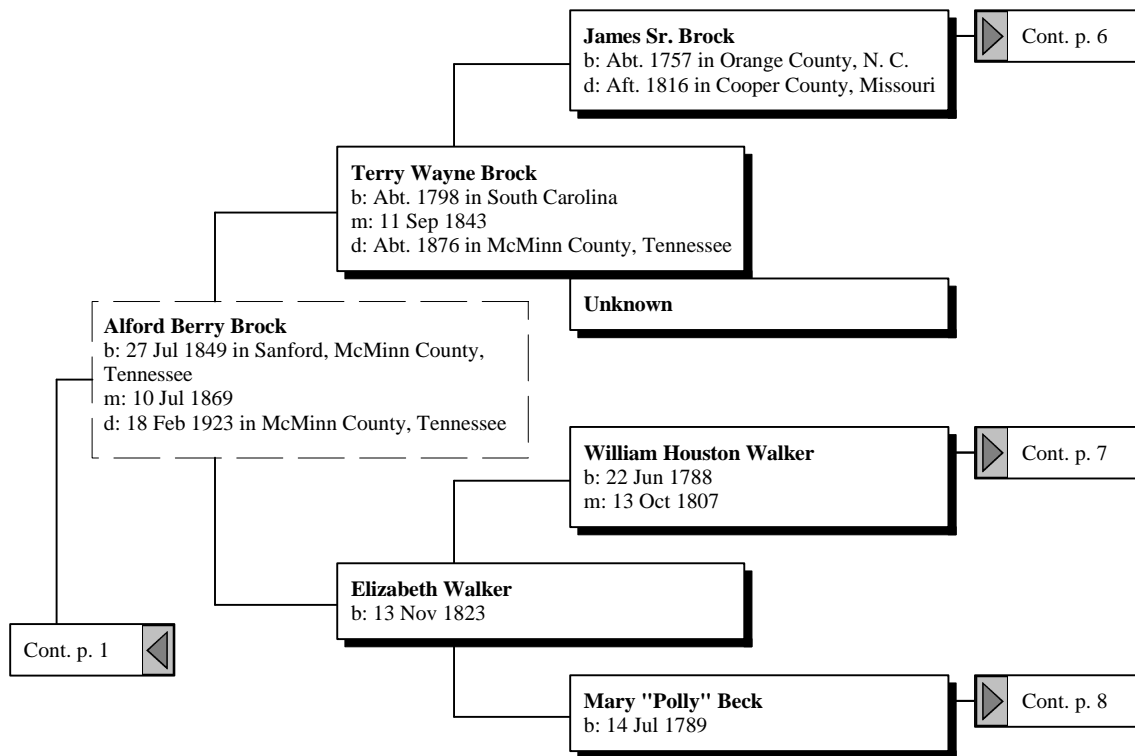 James Sr. Brock
b: Abt. 1757 in Orange County, N. C.
d: Aft. 1816 in Cooper County, Missouri
Cont. p. 6
Terry Wayne Brock
b: Abt. 1798 in South Carolina
m: 11 Sep 1843
d: Abt. 1876 in McMinn County, Tennessee
Unknown
Alford Berry Brock
b: 27 Jul 1849 in Sanford, McMinn County,
Tennessee
m: 10 Jul 1869
d: 18 Feb 1923 in McMinn County, Tennessee
William Houston Walker
b: 22 Jun 1788
m: 13 Oct 1807
Cont. p. 7
Elizabeth Walker
b: 13 Nov 1823
Cont. p. 1
Mary "Polly" Beck
b: 14 Jul 1789
Cont. p. 8